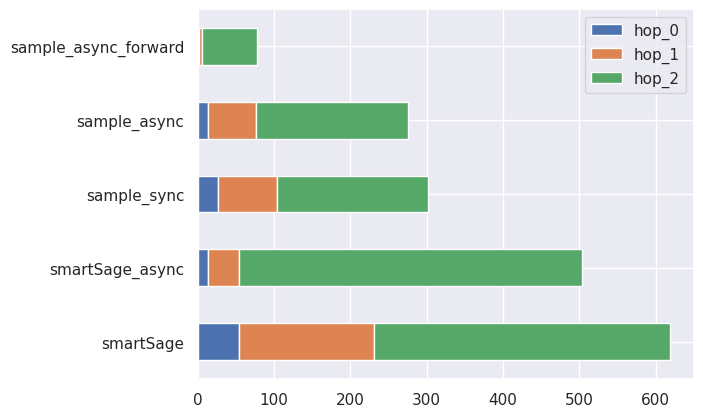 sample_async_forward
sample_async
sample_sync
smartSage_async
smartSage
0 100 200 300 400 500 600
hop_0
hop_1
hop_2